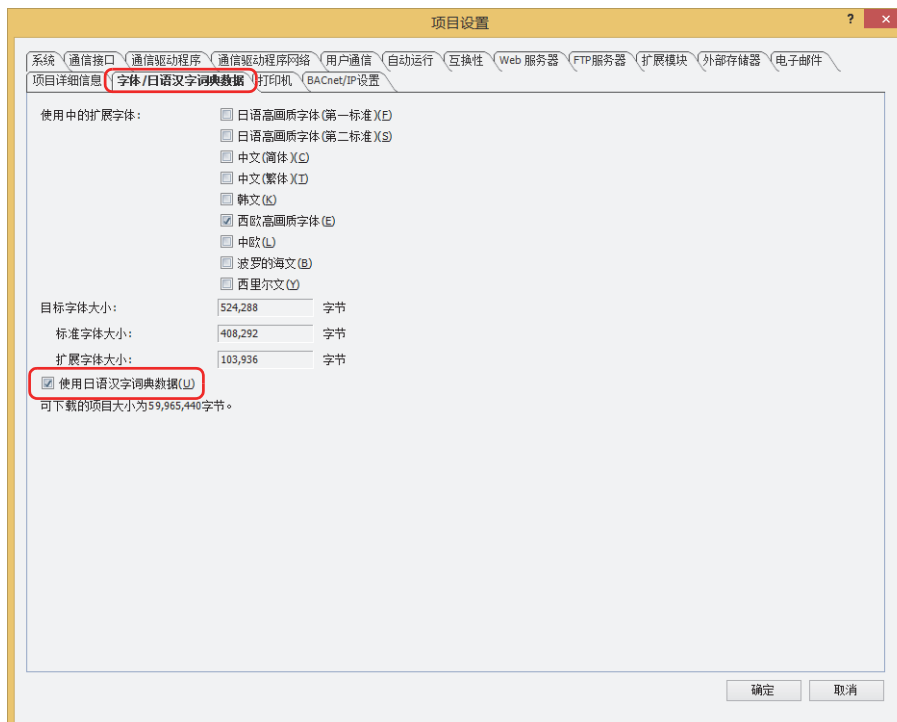 项目设置
? ×
系统 通信接口 通信驱动程序 通信驱动程序网络 用户通信 自动运行 互换性 Web 服务器 FTP服务器 扩展模块 外部存储器 电子邮件
项目详细信息 字体/日语汉字词典数据 打印机 BACnet/IP设置
使用中的扩展字体: 日语高画质字体(第一标准)(F)
日语高画质字体(第二标准)(S)
中文(简体)(C)
中文(繁体)(T)
韩文(K)
西欧高画质字体(E)
中欧(L)
波罗的海文(B)
西里尔文(Y)
目标字体大小: 524,288 字节
标准字体大小: 408,292 字节
扩展字体大小: 103,936 字节
使用日语汉字词典数据(U)
可下载的项目大小为59,965,440字节。
确定 取消